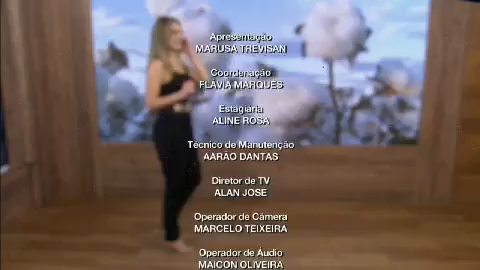 Apresentação
MARUSA TREVISAN
Coordenação
FLAVIA MARQUES
Estagiária
ALINE ROSA
Técnico de Manutenção
AARÃO DANTAS
Diretor de TV
ALAN JOSE
Operador de Câmera
MARCELO TEIXEIRA
Operador de Áudio
MAICON OLIVEIRA